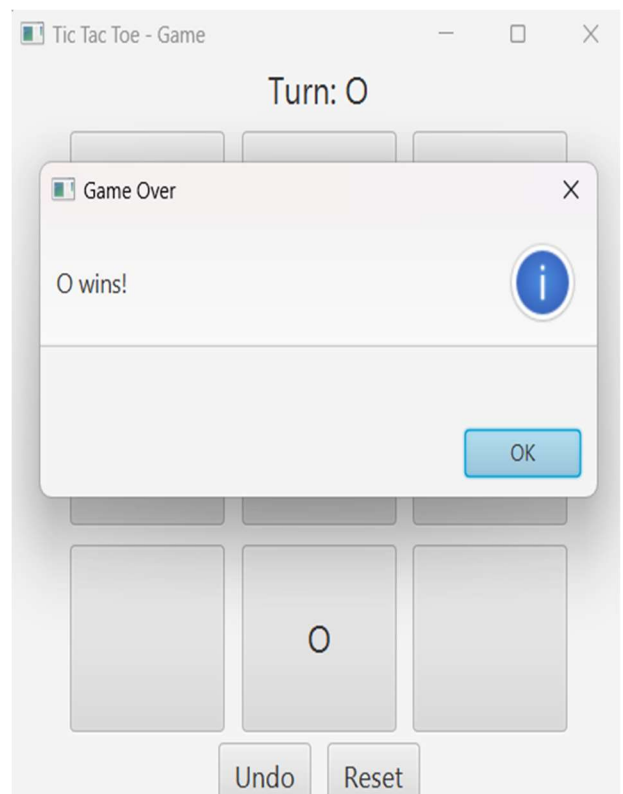 Tic Tac Toe - Game
Turn: O
Game Over
O wins!
OK
O
Undo Reset